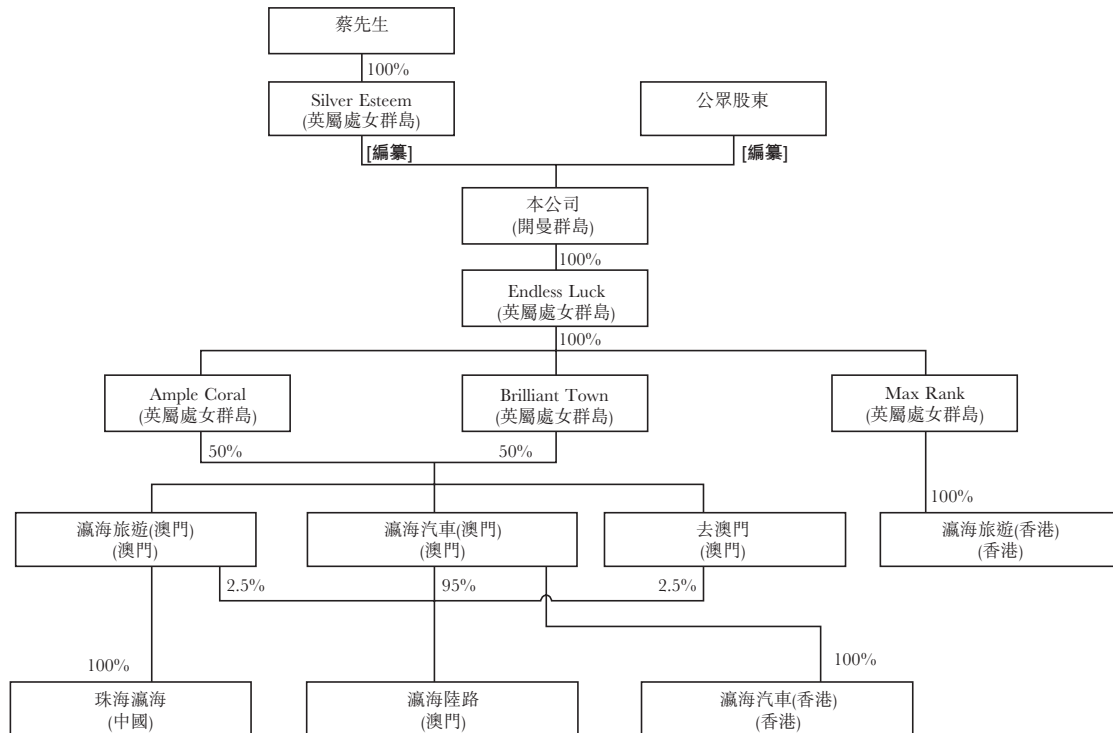 蔡先生
100%
Silver Esteem
(英屬處女群島)
公眾股東
[編纂]
[編纂]
本公司
(開曼群島)
100%
Endless Luck
(英屬處女群島)
100%
Ample Coral
(英屬處女群島)
Brilliant Town
(英屬處女群島)
Max Rank
(英屬處女群島)
50%
50%
100%
瀛海旅遊(澳門)
(澳門)
瀛海汽車(澳門)
(澳門)
去澳門
(澳門)
瀛海旅遊(香港)
(香港)
2.5%
95%
2.5%
100%
100%
珠海瀛海
(中國)
瀛海陸路
(澳門)
瀛海汽車(香港)
(香港)